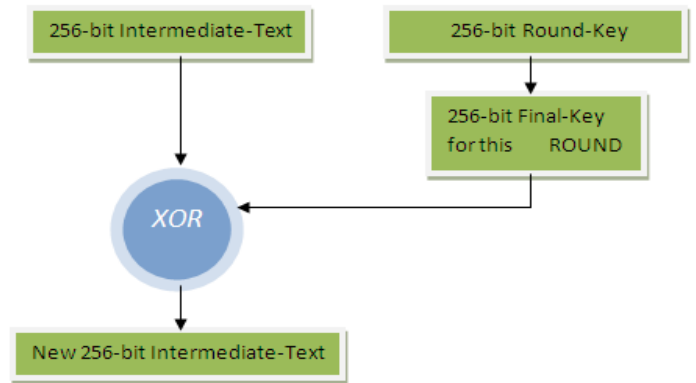 256-bit Intermediate-Text
256-bit Round-Key
256-bit Final-Key
for this ROUND
XOR
New 256-bit Intermediate-Text